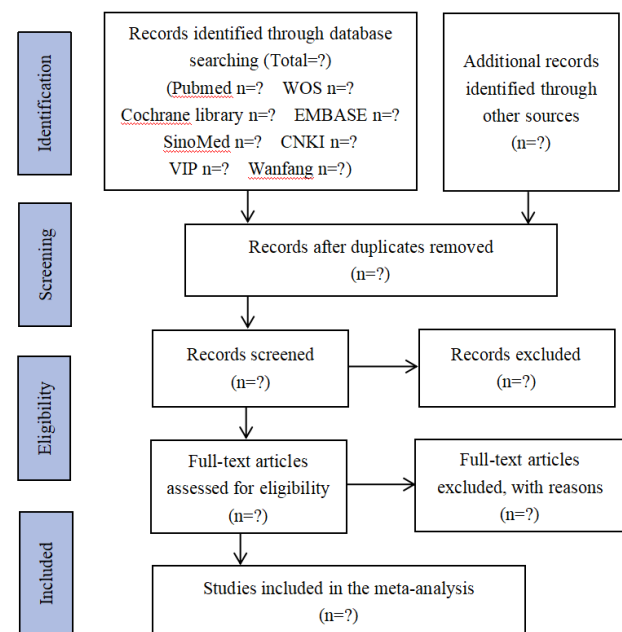 Identification
Records identified through database
searching (Total=?)
(Pubmed n=? WOS n=?
Cochrane library n=? EMBASE n=?
SinoMed n=? CNKI n=?
VIP n=? Wanfang n=?)
Additional records
identified through
other sources
(n=?)
Screening
Records after duplicates removed
(n=?)
Eligibility
Records screened
(n=?)
Records excluded
(n=?)
Full-text articles
assessed for eligibility
(n=?)
Full-text articles
excluded, with reasons
(n=?)
Included
Studies included in the meta-analysis
(n=?)